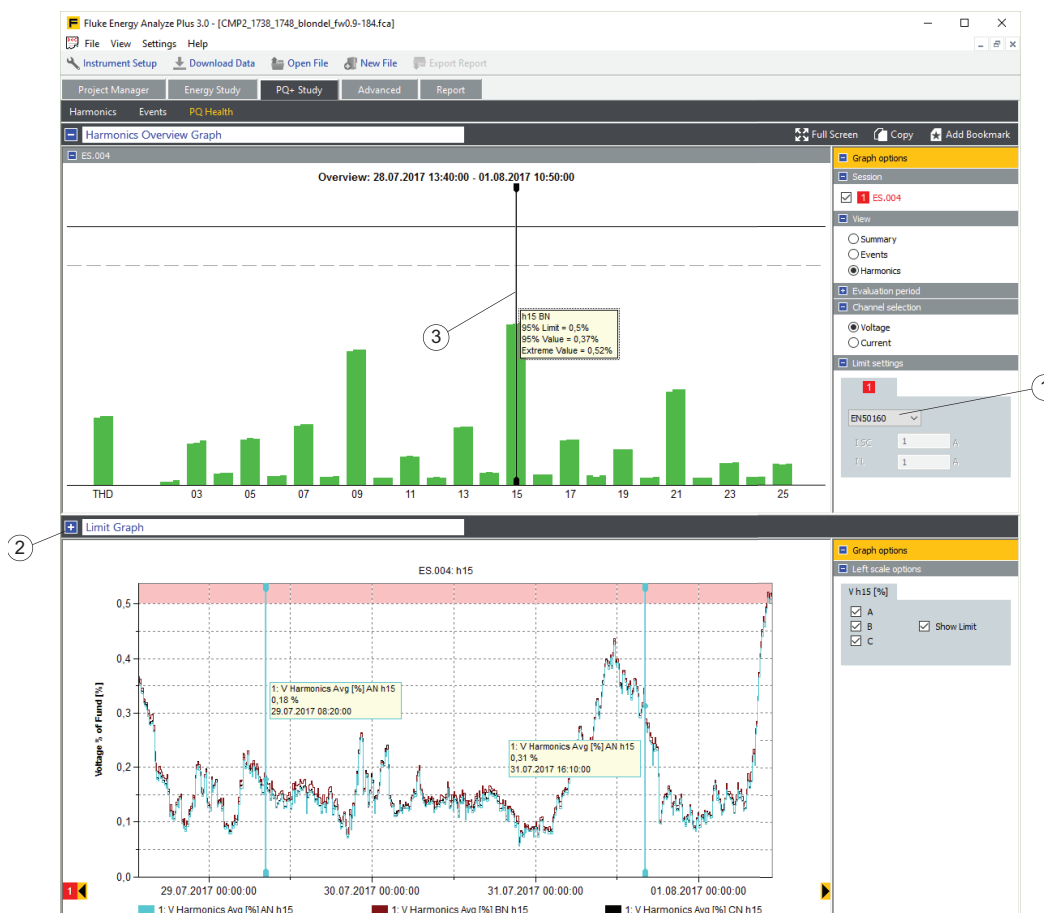 Fluke Energy Analyze Plus 3.0 - [CMP2_1738_1748_blondel_fw0.9-184.fca]
File View Settings Help
Instrument Setup Download Data Open File New File Export Report
Project Manager Energy Study PQ+ Study Advanced Report
Harmonics Events PQ Health
Harmonics Overview Graph Full Screen Copy Add Bookmark
ES.004
Overview: 28.07.2017 13:40:00 - 01.08.2017 10:50:00
h15 BN
95% Limit = 0,5%
95% Value = 0,37%
Extreme Value = 0,52%
3
THD 03 05 07 09 11 13 15 17 19 21 23 25
Graph options
Session
1 ES.004
View
Summary
Events
Harmonics
Evaluation period
Channel selection
Voltage
Current
Limit settings
1
EN50160
I SC 1 A
I L 1 A
1
2
Limit Graph
ES.004: h15
Voltage % of Fund [%]
0,5
0,4
0,3
0,2
0,1
0,0
1: V Harmonics Avg [%] AN h15
0,18 %
29.07.2017 08:20:00
1: V Harmonics Avg [%] AN h15
0,31 %
31.07.2017 16:10:00
1
29.07.2017 00:00:00 30.07.2017 00:00:00 31.07.2017 00:00:00 01.08.2017 00:00:00
1: V Harmonics Avg [%] AN h15 1: V Harmonics Avg [%] BN h15 1: V Harmonics Avg [%] CN h15
Graph options
Left scale options
V h15 [%]
A
B Show Limit
C